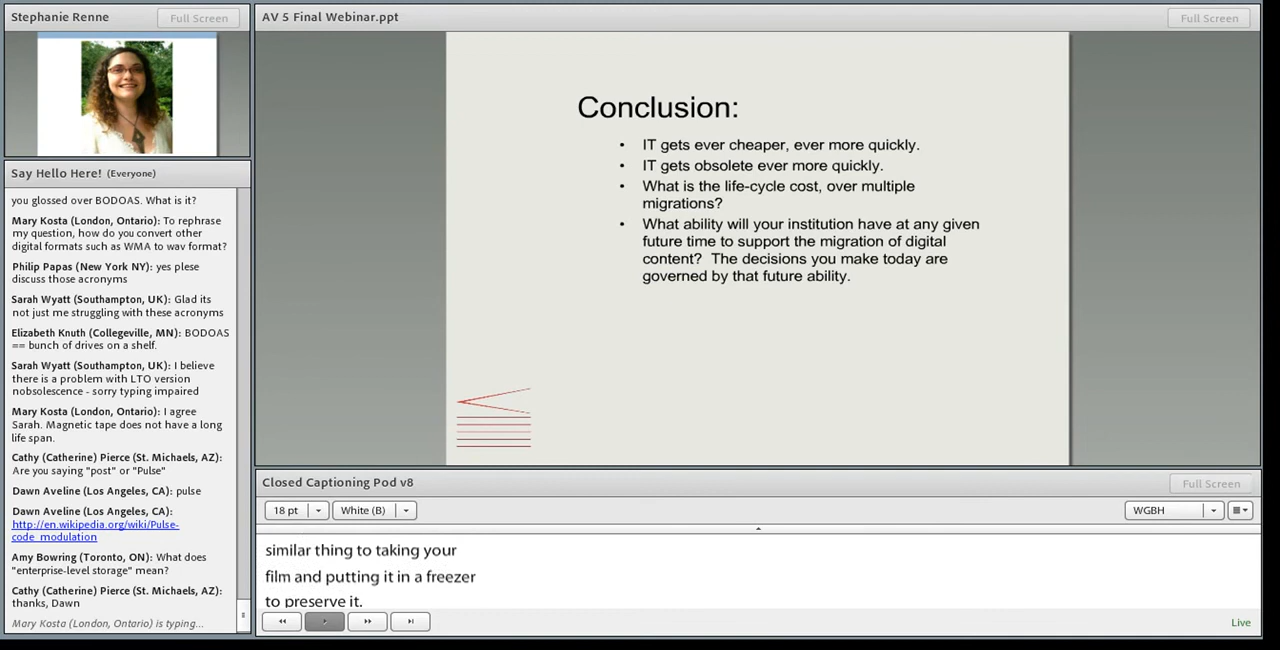 Stephanie Renne
Full Screen
Say Hello Here! (Everyone)
you glossed over BODOAS. What is it?
Mary Kosta (London, Ontario): To rephrase
my question, how do you convert other
digital formats such as WMA to wav format?
Philip Papas (New York NY): yes plese
discuss those acronyms
Sarah Wyatt (Southampton, UK): Glad its
not just me struggling with these acronyms
Elizabeth Knuth (Collegeville, MN): BODOAS
== bunch of drives on a shelf.
Sarah Wyatt (Southampton, UK): I believe
there is a problem with LTO version
nobsolescence - sorry typing impaired
Mary Kosta (London, Ontario): I agree
Sarah. Magnetic tape does not have a long
life span.
Cathy (Catherine) Pierce (St. Michaels, AZ):
Are you saying "post" or "Pulse"
Dawn Aveline (Los Angeles, CA): pulse
Dawn Aveline (Los Angeles, CA):
http://en.wikipedia.org/wiki/Pulse-
code_modulation
Amy Bowring (Toronto, ON): What does
"enterprise-level storage" mean?
Cathy (Catherine) Pierce (St. Michaels, AZ):
thanks, Dawn
Mary Kosta (London, Ontario) is typing...
AV 5 Final Webinar.ppt
Full Screen
Conclusion:
• IT gets ever cheaper, ever more quickly.
• IT gets obsolete ever more quickly.
• What is the life-cycle cost, over multiple
migrations?
• What ability will your institution have at any given
future time to support the migration of digital
content? The decisions you make today are
governed by that future ability.
Closed Captioning Pod v8
Full Screen
18 pt
White (B)
WGBH
similar thing to taking your
film and putting it in a freezer
to preserve it.
Live